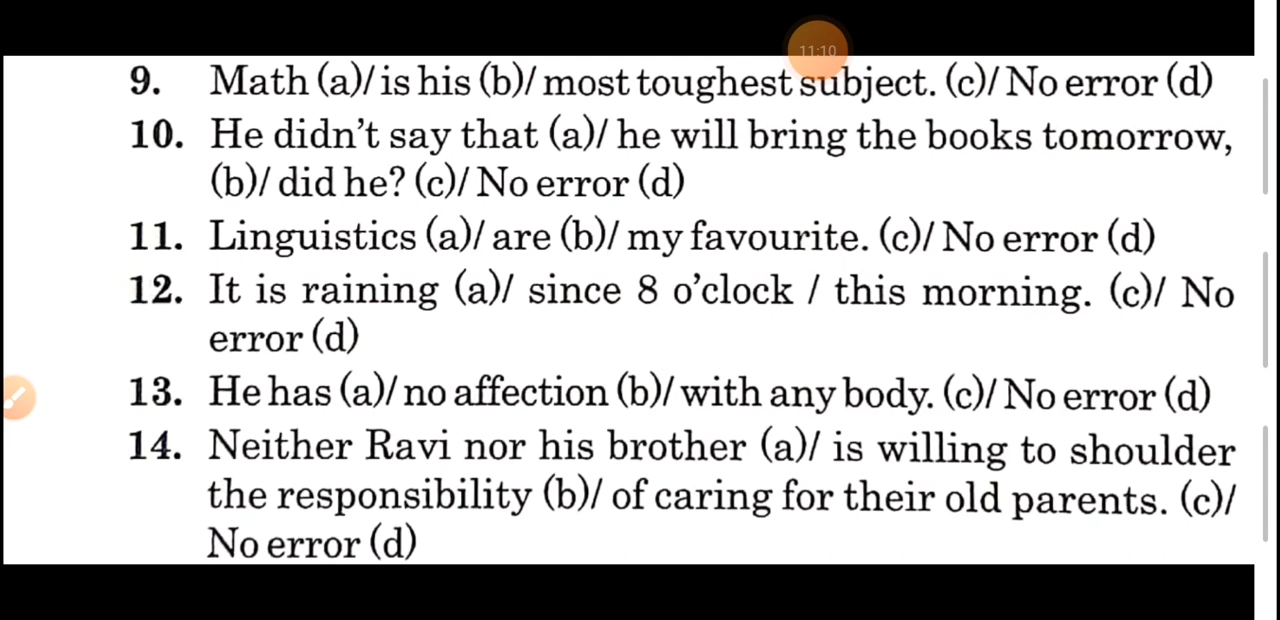 11:10
9. Math (a)/ is his (b)/ most toughest subject. (c)/ No error (d)
10. He didn't say that (a)/ he will bring the books tomorrow,
(b)/ did he? (c)/ No error (d)
11. Linguistics (a)/ are (b)/ my favourite. (c)/ No error (d)
12. It is raining (a)/ since 8 o'clock / this morning. (c)/ No
error (d)
13. He has (a)/ no affection (b)/ with any body. (c)/ No error (d)
14. Neither Ravi nor his brother (a)/ is willing to shoulder
the responsibility (b)/ of caring for their old parents. (c)/
No error (d)